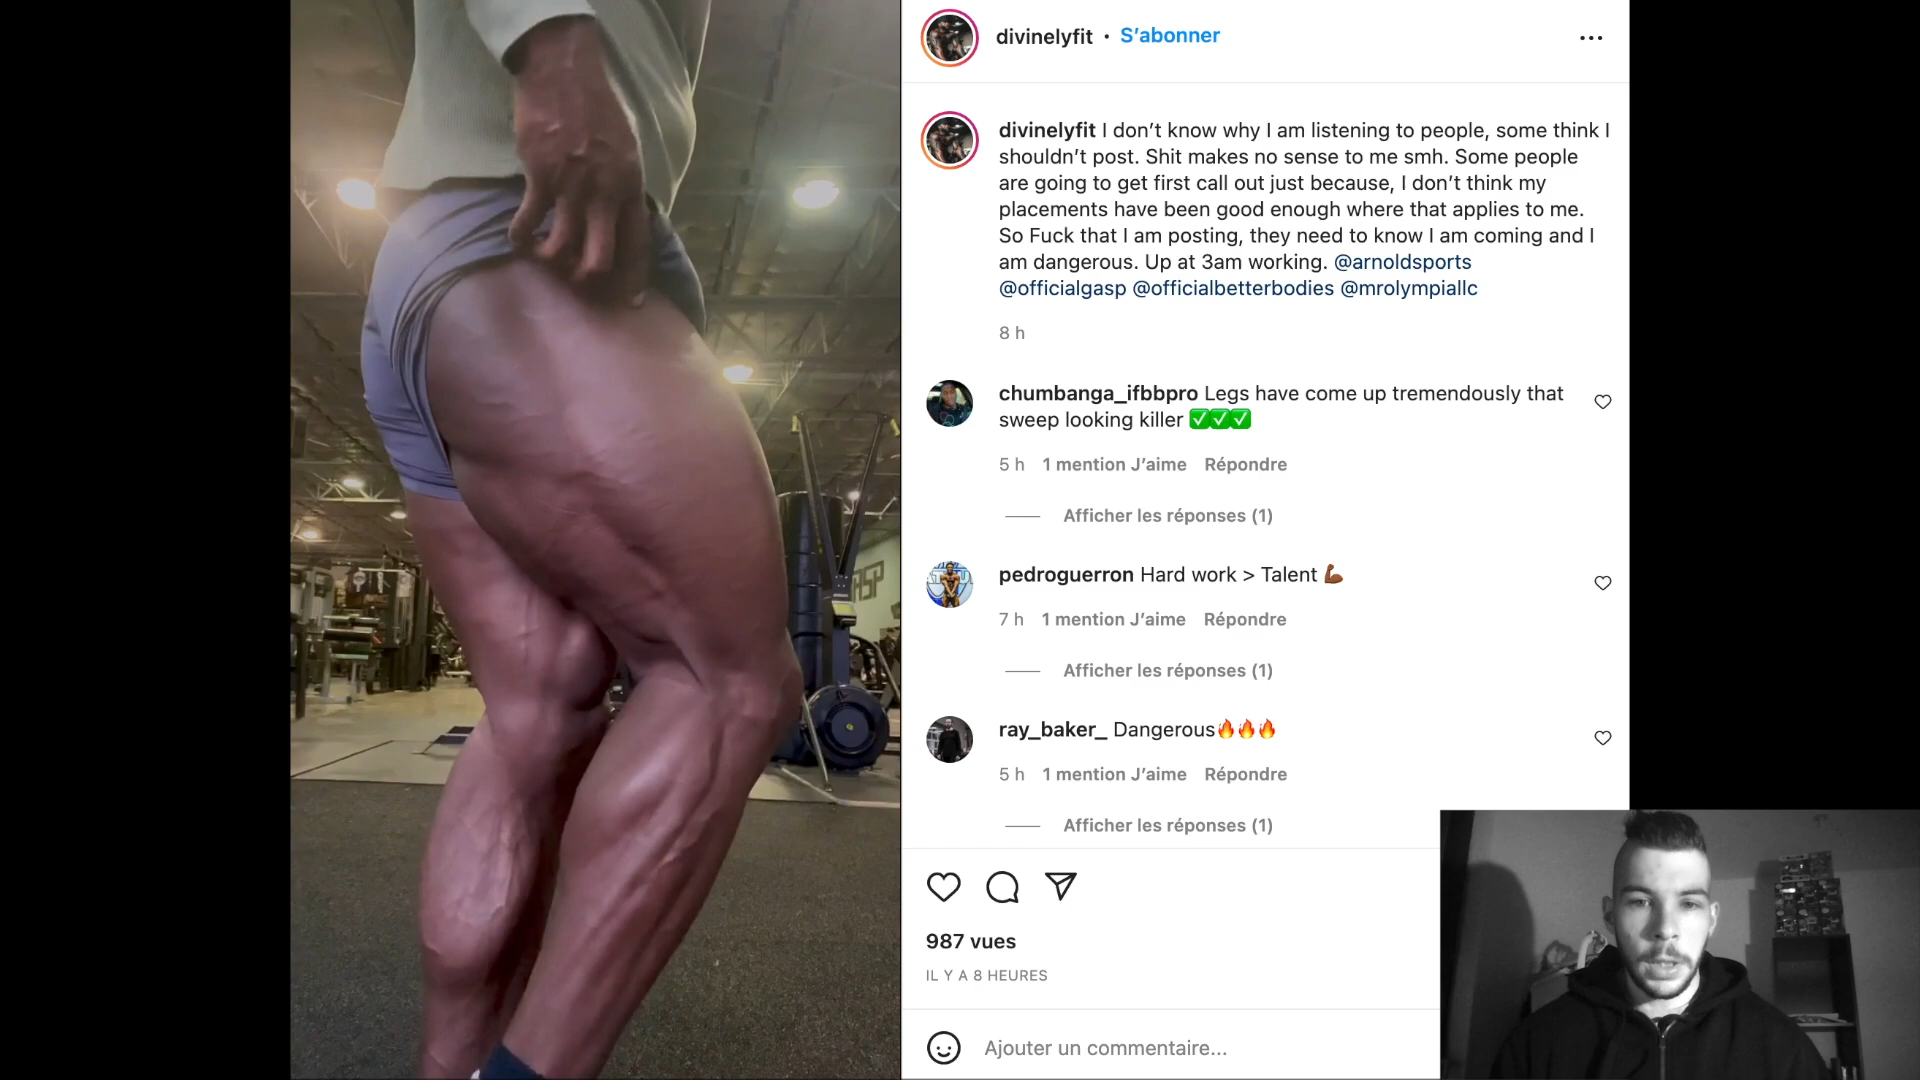 divinelyfit • S'abonner
divinelyfit I don't know why I am listening to people, some think I
shouldn't post. Shit makes no sense to me smh. Some people
are going to get first call out just because, I don't think my
placements have been good enough where that applies to me.
So Fuck that I am posting, they need to know I am coming and I
am dangerous. Up at 3am working. @arnoldsports
@officialgasp @officialbetterbodies @mrolympiallc
8 h
chumbanga_ifbbpro Legs have come up tremendously that
sweep looking killer ✅✅✅
5 h 1 mention J'aime Répondre
Afficher les réponses (1)
pedroguerron Hard work > Talent 💪🏾
7 h 1 mention J'aime Répondre
Afficher les réponses (1)
ray_baker_ Dangerous🔥🔥🔥
5 h 1 mention J'aime Répondre
Afficher les réponses (1)
987 vues
IL Y A 8 HEURES
Ajouter un commentaire...